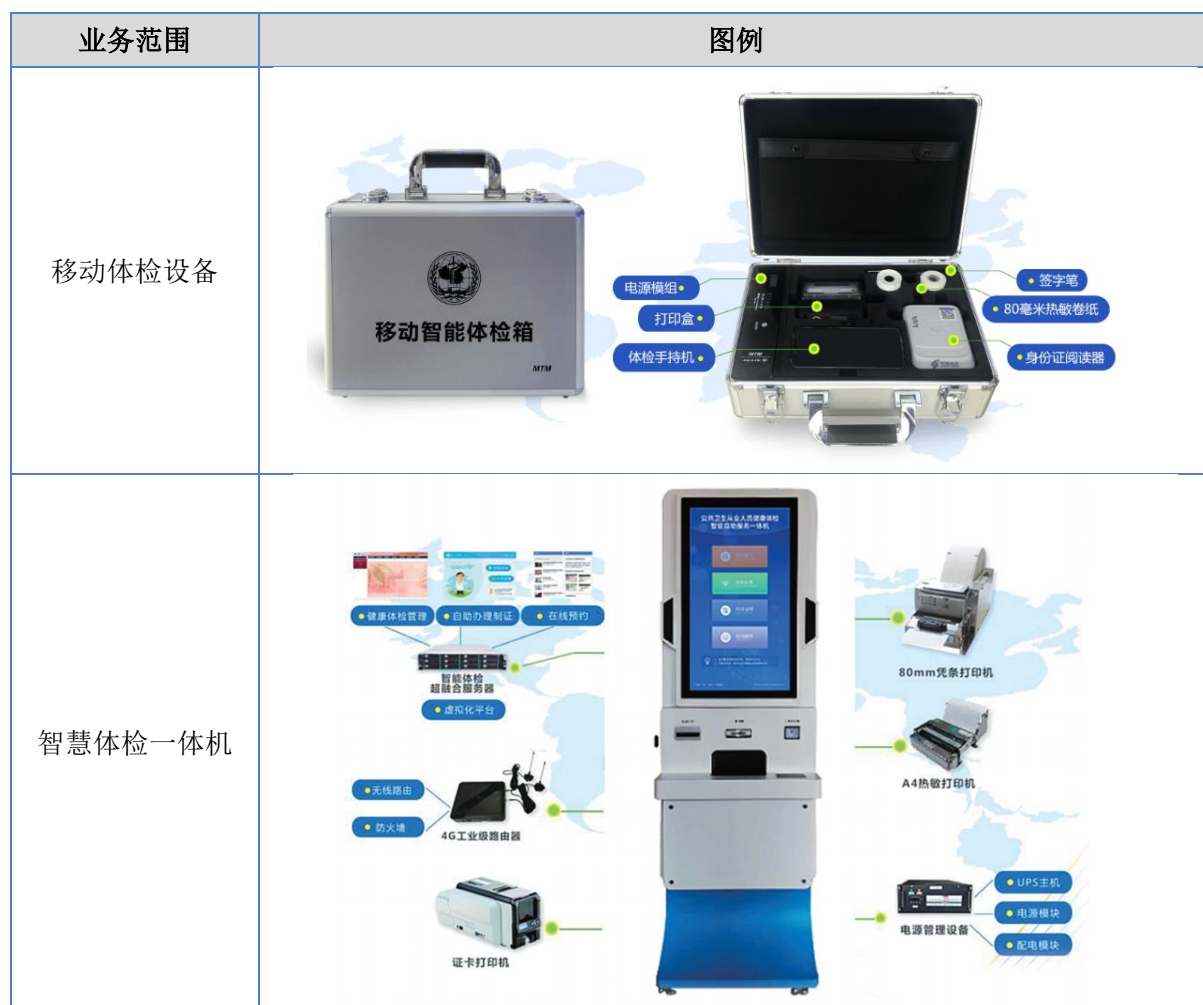 业务范围
图例
移动体检设备
移动智能体检箱
MTM
电源模组
打印盒
体检手持机
签字笔
80毫米热敏卷纸
身份证阅读器
MTM
智慧体检一体机
健康体检管理
自助办理制证
在线预约
智能体检
超融合服务器
虚拟化平台
无线路由
防火墙
4G工业级路由器
证卡打印机
公共卫生从业人员健康体检
智能自助服务一体机
80mm凭条打印机
A4热敏打印机
电源管理设备
UPS主机
电源模块
配电模块